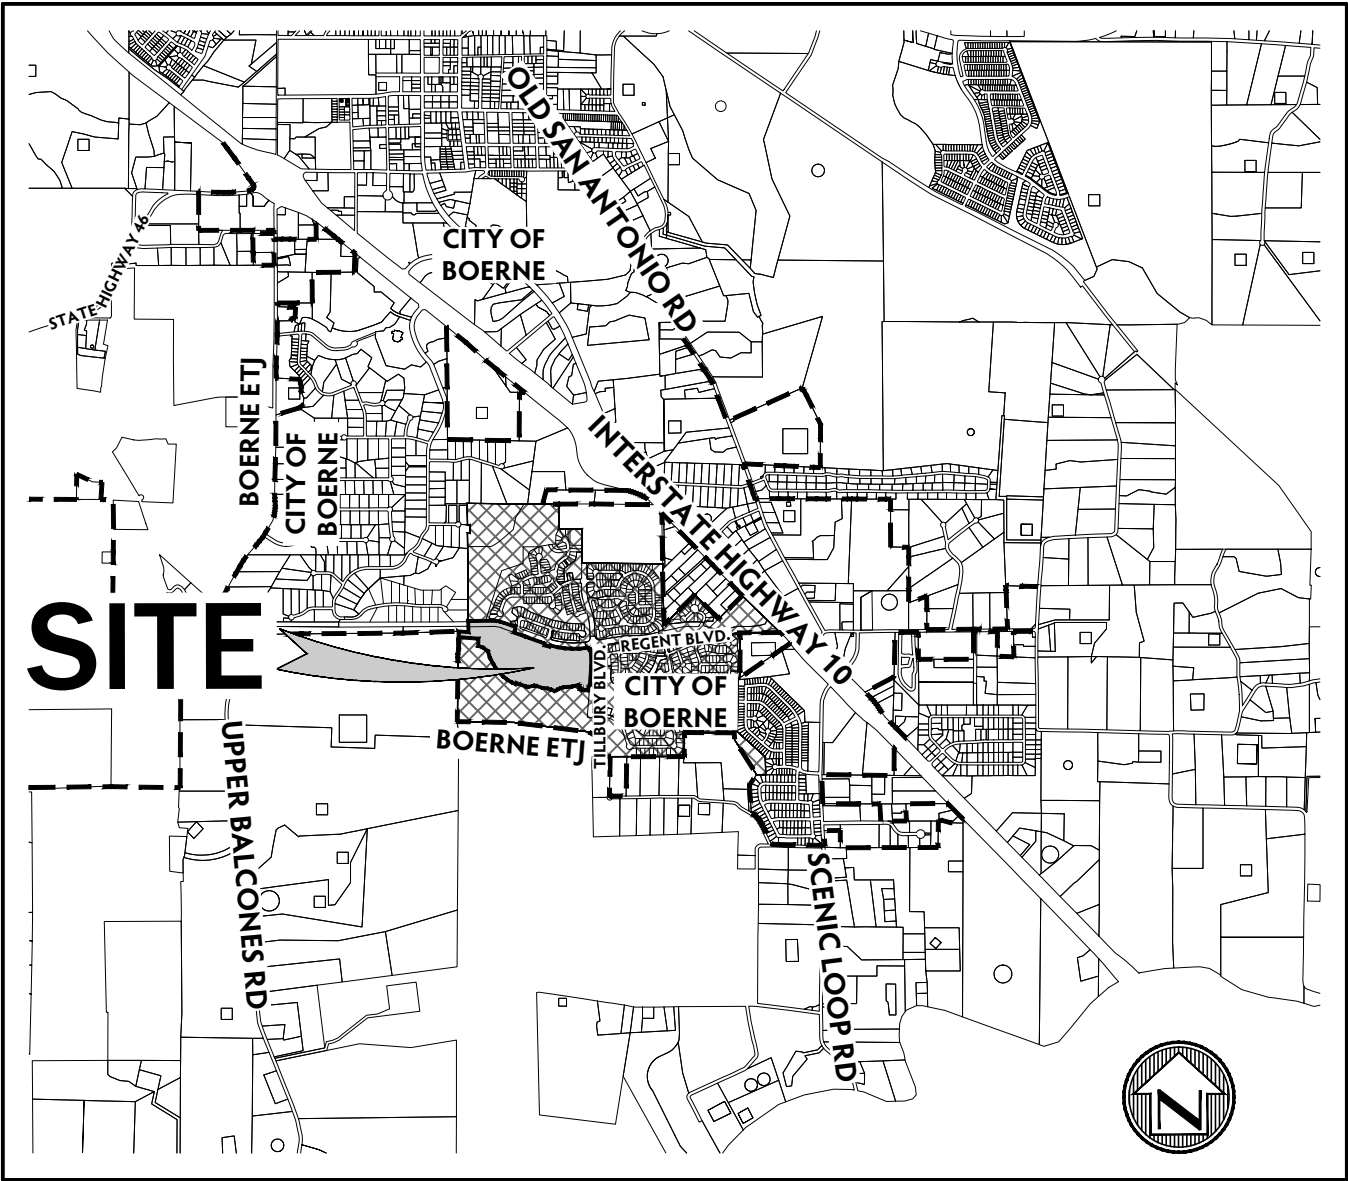 OLD SAN ANTONIO RD
CITY OF
BOERNE
STATE HIGHWAY 46
BOERNE ETJ
CITY OF
BOERNE
INTERSTATE HIGHWAY 10
SITE
REGENT BLVD.
TILLBURY BLVD.
CITY OF
BOERNE
BOERNE ETJ
UPPER BALCONES RD
SCENIC LOOP RD
N